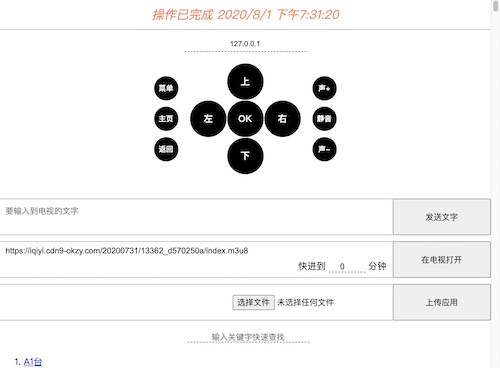 操作已完成 2020/8/1 下午7:31:20
127.0.0.1
上
菜单
声+
主页
左
OK
右
静音
返回
下
声-
要输入到电视的文字
发送文字
https://iqiyi.cdn9-okzy.com/20200731/13362_d570250a/index.m3u8
快进到 0 分钟
在电视打开
选择文件 未选择任何文件
上传应用
输入关键字快速查找
1. A1台